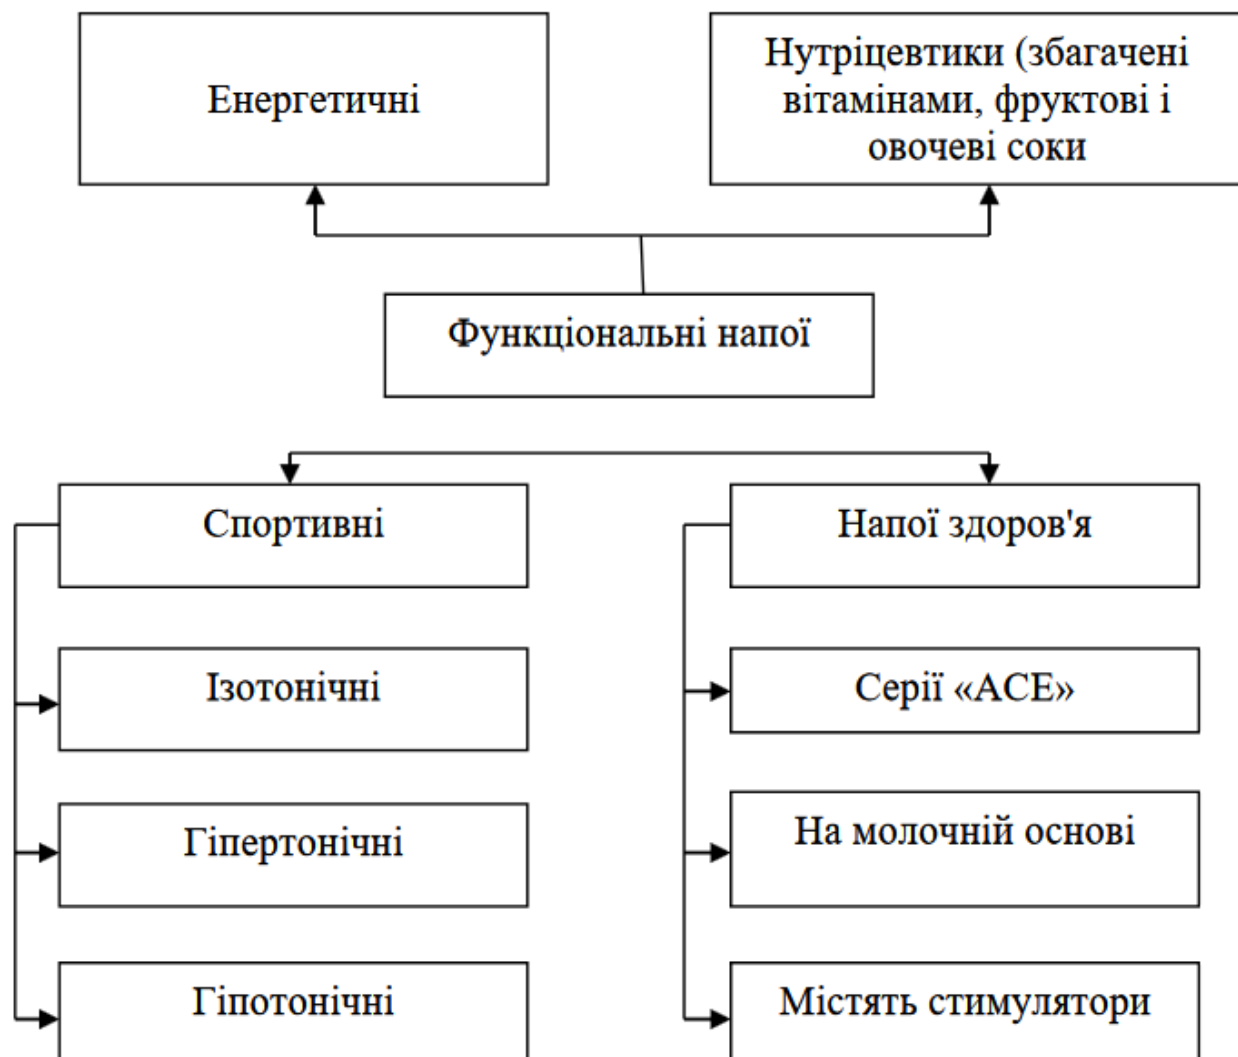 Енергетичні
Нутріцевтики (збагачені
вітамінами, фруктові і
овочеві соки
Функціональні напої
Спортивні
Напої здоров'я
Ізотонічні
Серії «АСЕ»
Гіпертонічні
На молочній основі
Гіпотонічні
Містять стимулятори